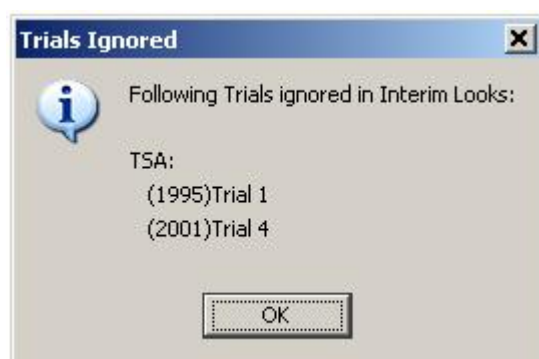 Trials Ignored
Following Trials ignored in Interim Looks:
TSA:
(1995)Trial 1
(2001)Trial 4
OK